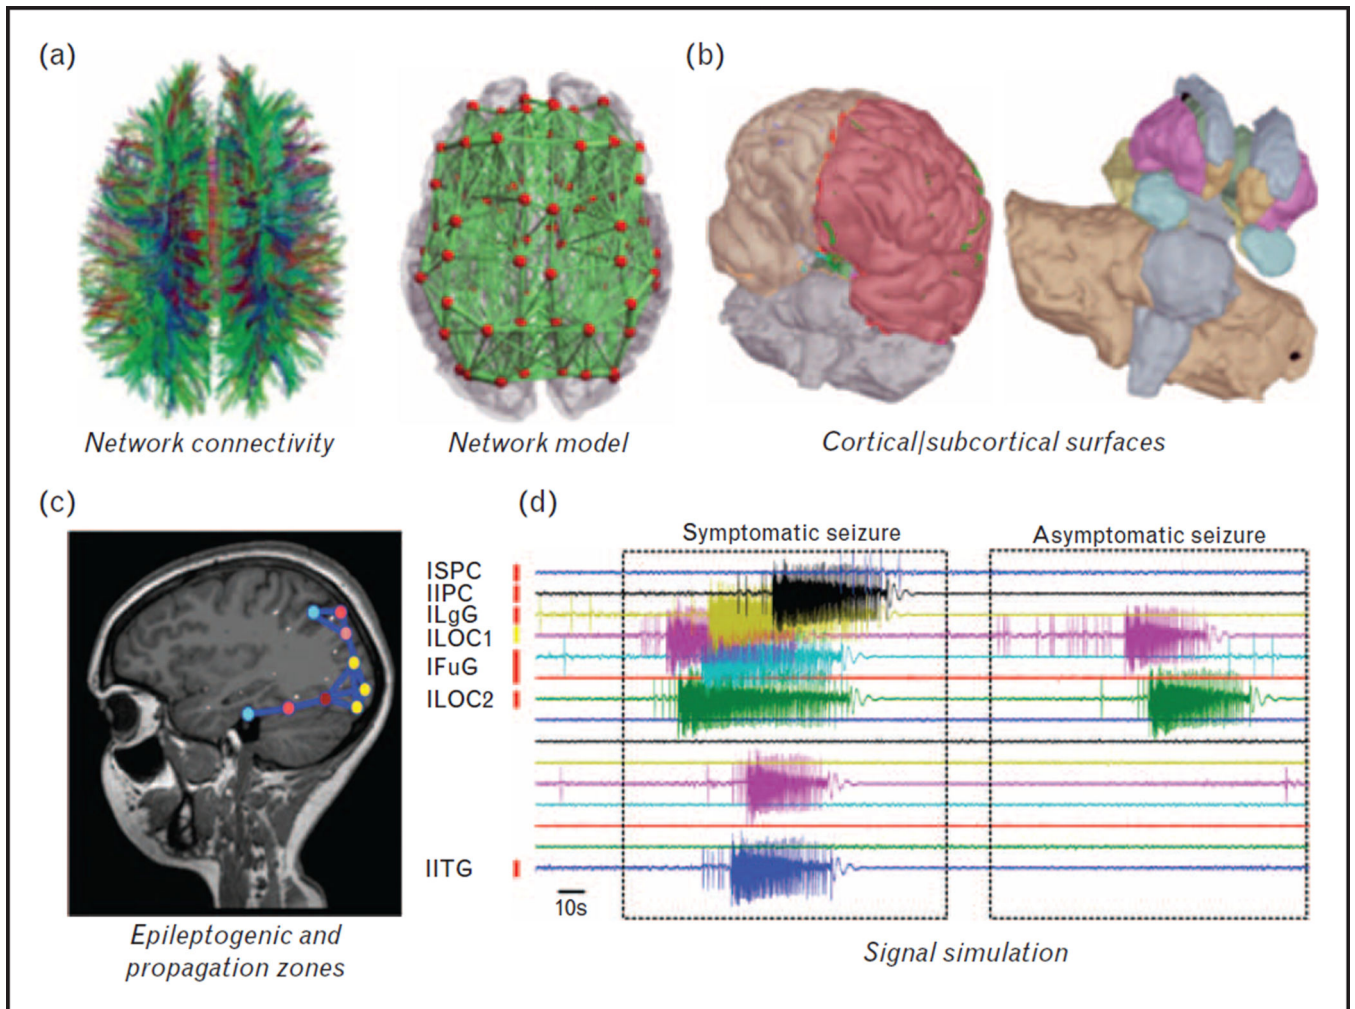 (a)
(b)
Network connectivity
Network model
Cortical/subcortical surfaces
(c)
(d)
Symptomatic seizure
Asymptomatic seizure
ISPC
IIPC
ILgG
ILOC1
IFuG
ILOC2
IITG
10s
Epileptogenic and
propagation zones
Signal simulation